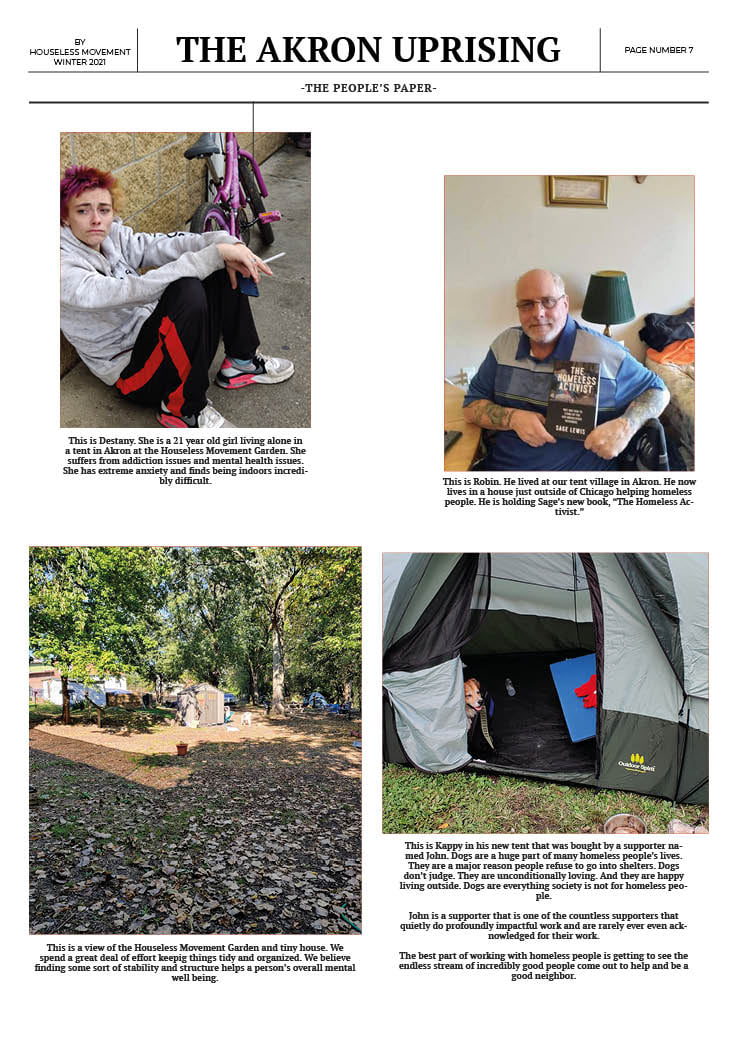 BY
HOUSELESS MOVEMENT
WINTER 2021
THE AKRON UPRISING
PAGE NUMBER 7
-THE PEOPLE'S PAPER-
This is Destany. She is a 21 year old girl living alone in
a tent in Akron at the Houseless Movement Garden. She
suffers from addiction issues and mental health issues.
She has extreme anxiety and finds being indoors incredi-
bly difficult.
THE
HOMELESS
ACTIVIST
SAGE LEWIS
This is Robin. He lived at our tent village in Akron. He now
lives in a house just outside of Chicago helping homeless
people. He is holding Sage's new book, "The Homeless Ac-
tivist."
This is a view of the Houseless Movement Garden and tiny house. We
spend a great deal of effort keepig things tidy and organized. We believe
finding some sort of stability and structure helps a person's overall mental
well being.
Outdoor Spirit
This is Kappy in his new tent that was bought by a supporter na-
med John. Dogs are a huge part of many homeless people's lives.
They are a major reason people refuse to go into shelters. Dogs
don't judge. They are unconditionally loving. And they are happy
living outside. Dogs are everything society is not for homeless peo-
ple.
John is a supporter that is one of the countless supporters that
quietly do profoundly impactful work and are rarely ever even ack-
nowledged for their work.
The best part of working with homeless people is getting to see the
endless stream of incredibly good people come out to help and be a
good neighbor.